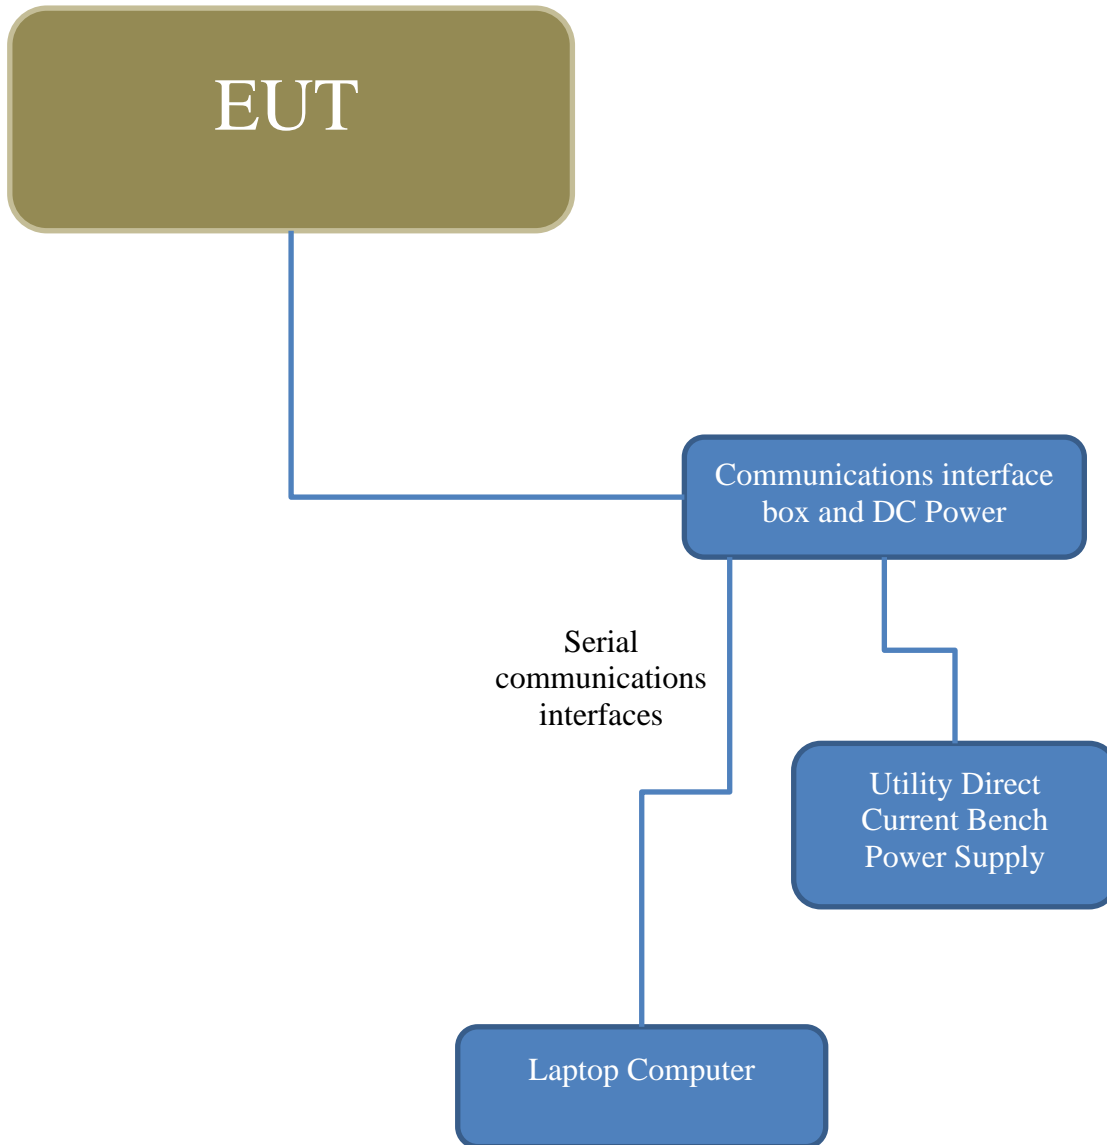 EUT
Communications interface
box and DC Power
Serial
communications
interfaces
Utility Direct
Current Bench
Power Supply
Laptop Computer